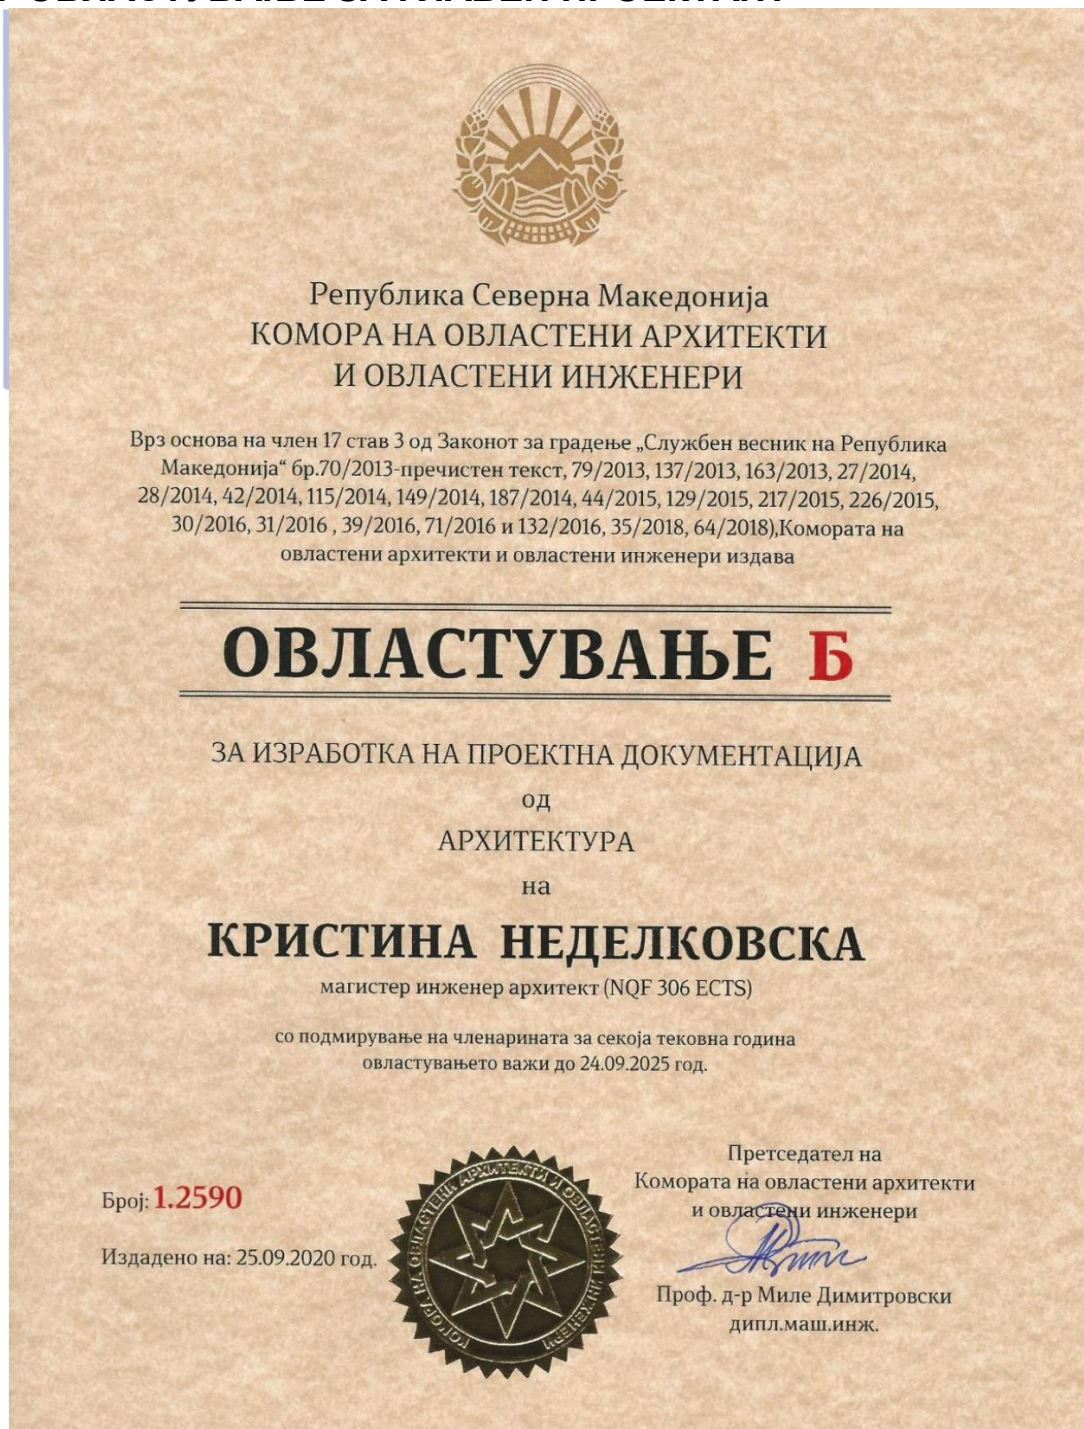 Република Северна Македонија
КОМОРА НА ОВЛАСТЕНИ АРХИТЕКТИ
И ОВЛАСТЕНИ ИНЖЕНЕРИ
Врз основа на член 17 став 3 од Законот за градење „Службен весник на Република
Македонија“ бр.70/2013-пречистен текст, 79/2013, 137/2013, 163/2013, 27/2014,
28/2014, 42/2014, 115/2014, 149/2014, 187/2014, 44/2015, 129/2015, 217/2015, 226/2015,
30/2016, 31/2016 , 39/2016, 71/2016 и 132/2016, 35/2018, 64/2018),Комората на
овластени архитекти и овластени инженери издава
ОВЛАСТУВАЊЕ Б
ЗА ИЗРАБОТКА НА ПРОЕКТНА ДОКУМЕНТАЦИЈА
од
АРХИТЕКТУРА
на
КРИСТИНА НЕДЕЛКОВСКА
магистер инженер архитект (NQF 306 ECTS)
со подмирување на членарината за секоја тековна година
овластувањето важи до 24.09.2025 год.
Број: 1.2590
Издадено на: 25.09.2020 год.
КОМОРА НА ОВЛАСТЕНИ АРХИТЕКТИ И ОВЛАСТЕНИ ИНЖЕНЕРИ
Претседател на
Комората на овластени архитекти
и овластени инженери
Проф. д-р Миле Димитровски
дипл.маш.инж.